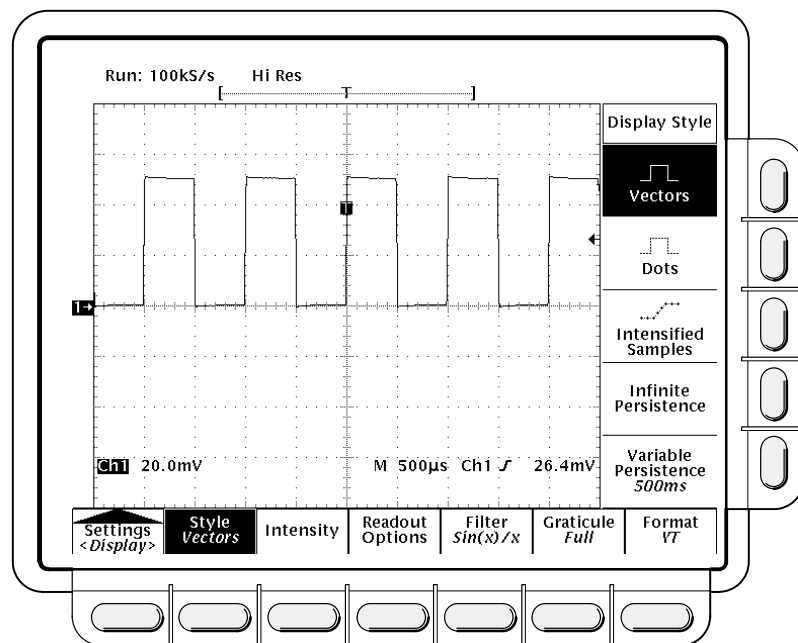 Run: 100kS/s Hi Res
T
Display Style
Vectors
T
Dots
1
Intensified
Samples
Infinite
Persistence
Variable
Persistence
500ms
Ch1 20.0mV M 500μs Ch1 26.4mV
Settings
<Display>
Style
Vectors
Intensity
Readout
Options
Filter
Sin(x)/x
Graticule
Full
Format
YT